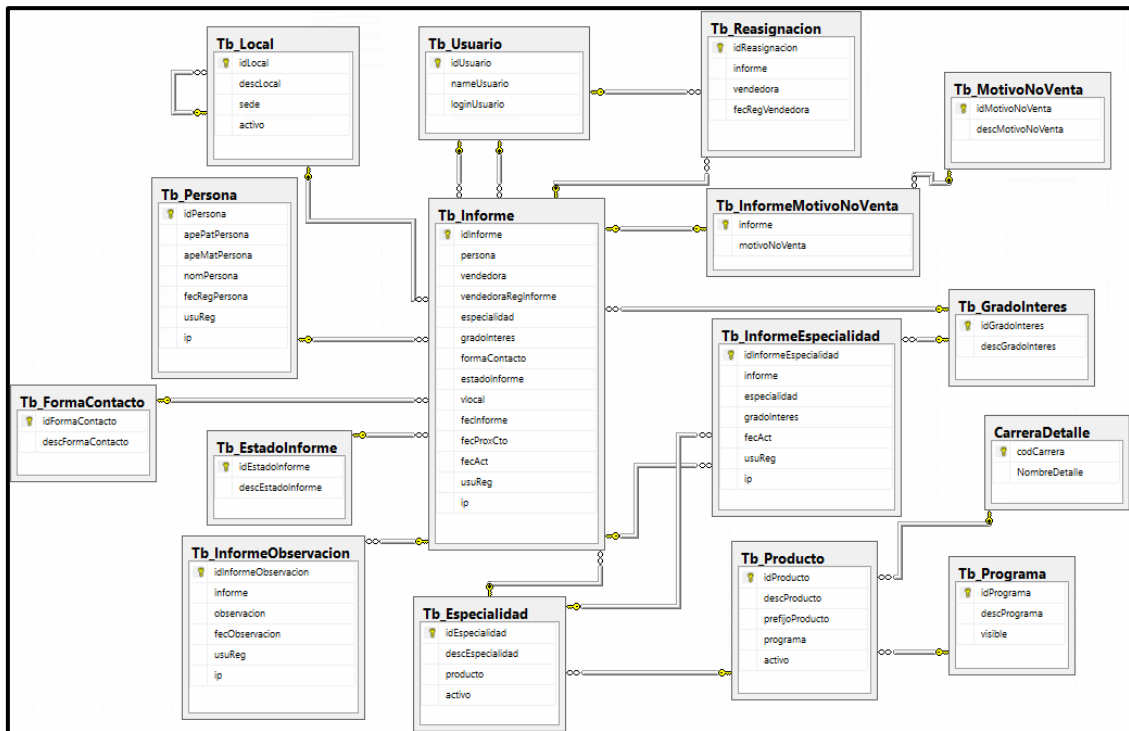 Tb_Local
idLocal
descLocal
sede
activo
Tb_Usuario
idUsuario
nameUsuario
loginUsuario
Tb_Reasignacion
idReasignacion
informe
vendedora
fecRegVendedora
Tb_MotivoNoVenta
idMotivoNoVenta
descMotivoNoVenta
Tb_Persona
idPersona
apePatPersona
apeMatPersona
nomPersona
fecRegPersona
usuReg
ip
Tb_Informe
idInforme
persona
vendedora
vendedoraRegInforme
especialidad
gradoInteres
formaContacto
estadoInforme
vlocal
fecInforme
fecProxCto
fecAct
usuReg
ip
Tb_InformeMotivoNoVenta
informe
motivoNoVenta
Tb_GradoInteres
idGradoInteres
descGradoInteres
Tb_InformeEspecialidad
idInformeEspecialidad
informe
especialidad
gradoInteres
fecAct
usuReg
ip
Tb_FormaContacto
idFormaContacto
descFormaContacto
Tb_EstadoInforme
idEstadoInforme
descEstadoInforme
CarreraDetalle
codCarrera
NombreDetalle
Tb_InformeObservacion
idInformeObservacion
informe
observacion
fecObservacion
usuReg
ip
Tb_Especialidad
idEspecialidad
descEspecialidad
producto
activo
Tb_Producto
idProducto
descProducto
prefijoProducto
programa
activo
Tb_Programa
idPrograma
descPrograma
visible